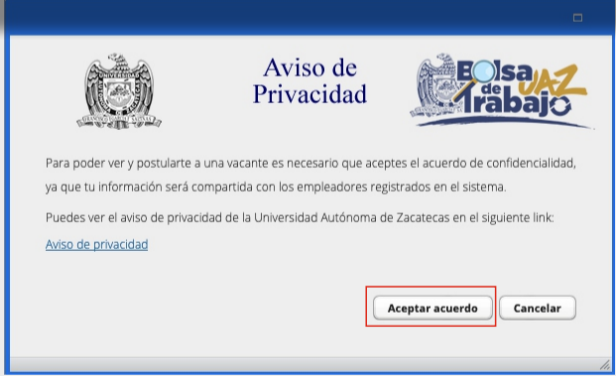 Aviso de
Privacidad
Bolsa
de UAZ
Trabajo
Para poder ver y postularte a una vacante es necesario que aceptes el acuerdo de confidencialidad,
ya que tu información será compartida con los empleadores registrados en el sistema.
Puedes ver el aviso de privacidad de la Universidad Autónoma de Zacatecas en el siguiente link:
Aviso de privacidad
Aceptar acuerdo
Cancelar